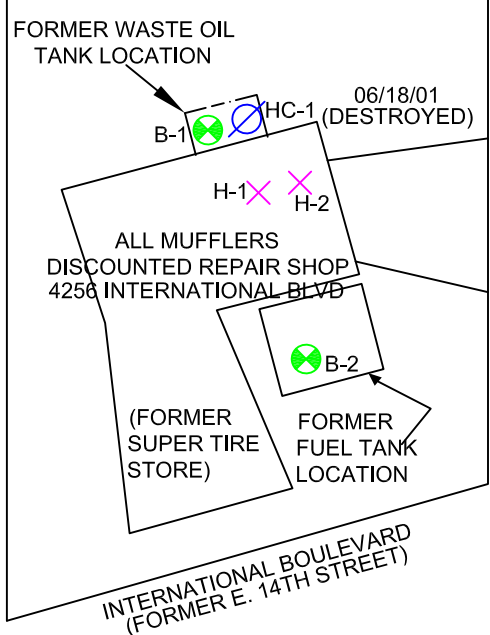 FORMER WASTE OIL
TANK LOCATION
B-1
HC-1
06/18/01
(DESTROYED)
H-1
H-2
ALL MUFFLERS
DISCOUNTED REPAIR SHOP
4256 INTERNATIONAL BLVD
B-2
(FORMER
SUPER TIRE
STORE)
FORMER
FUEL TANK
LOCATION
INTERNATIONAL BOULEVARD
(FORMER E. 14TH STREET)